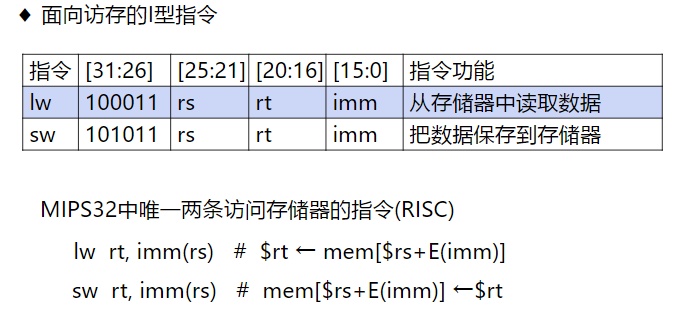 ◆ 面向访存的I型指令
指令 [31:26] [25:21] [20:16] [15:0] 指令功能
lw 100011 rs rt imm 从存储器中读取数据
sw 101011 rs rt imm 把数据保存到存储器
MIPS32中唯一两条访问存储器的指令(RISC)
lw rt, imm(rs) # $rt ← mem[$rs+E(imm)]
sw rt, imm(rs) # mem[$rs+E(imm)] ←$rt